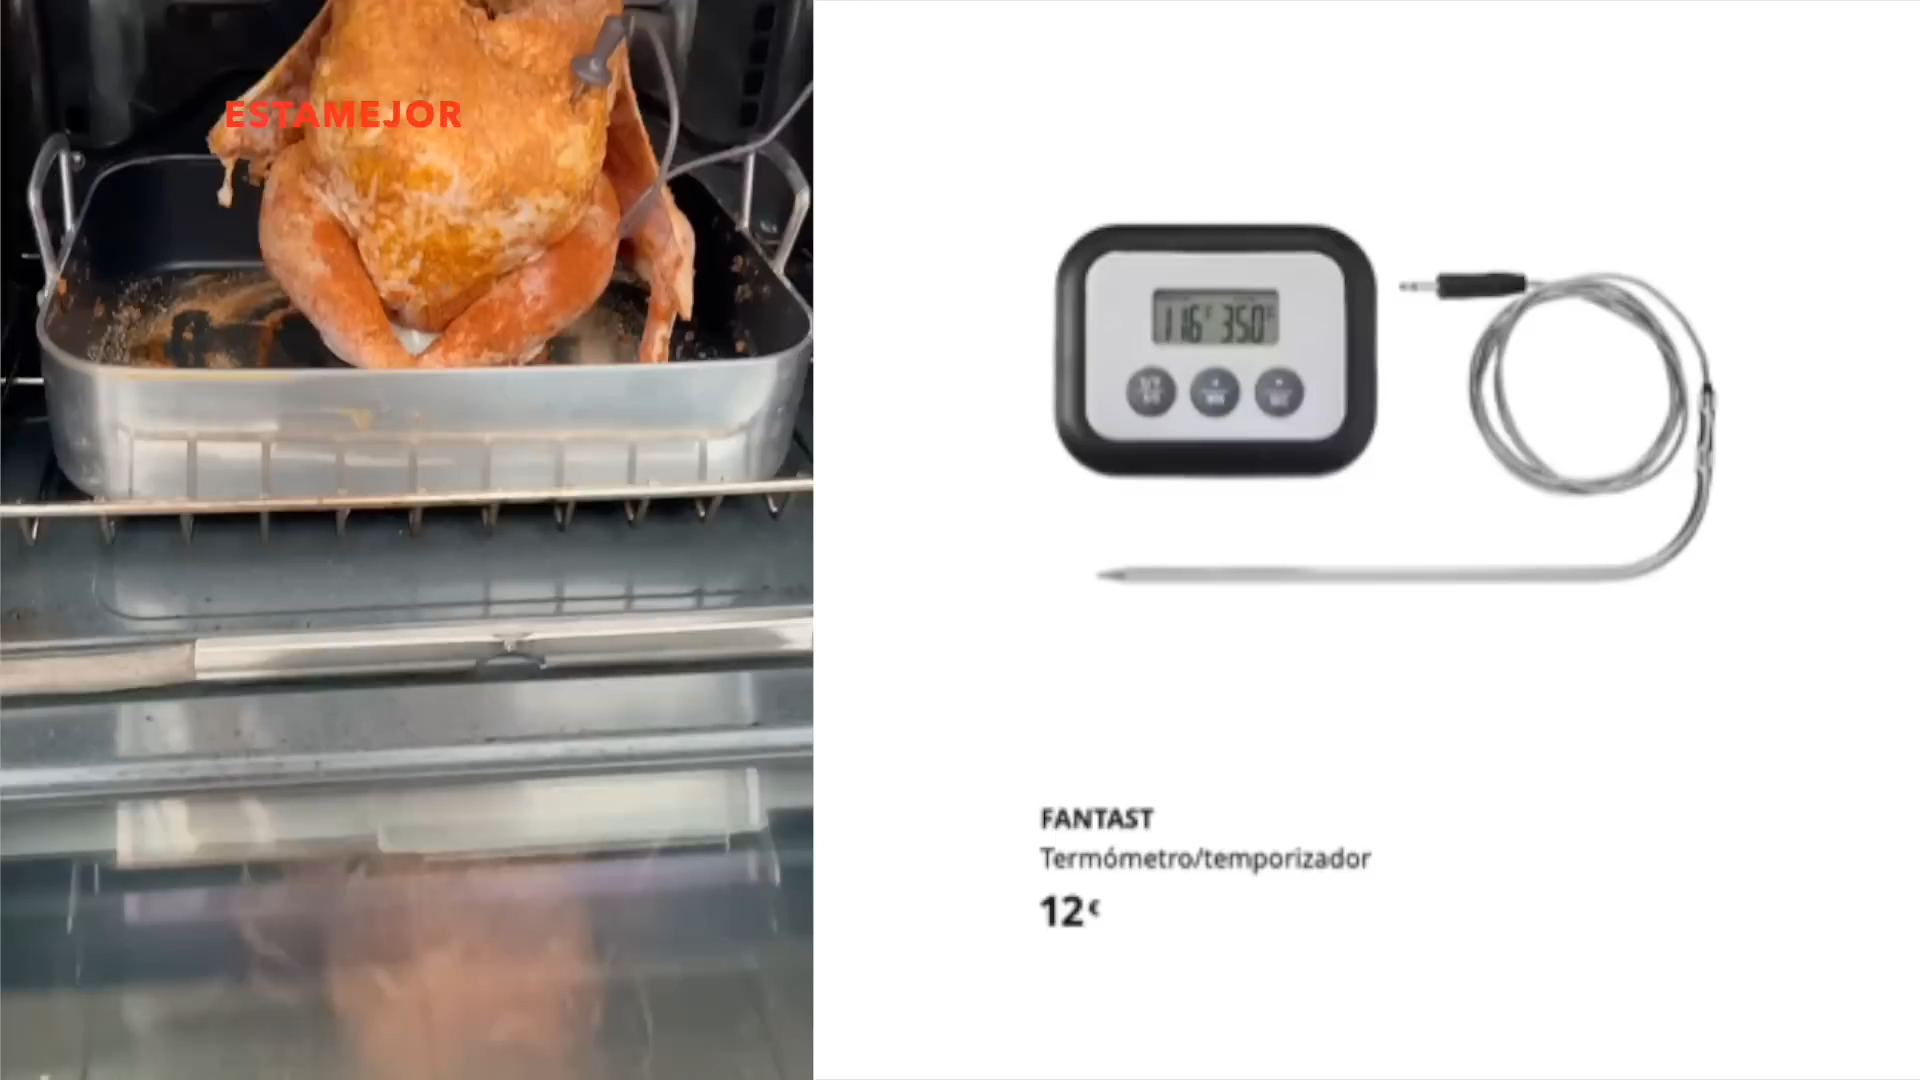 ESTAMEJOR
116°F 350°F
FANTAST
Termómetro/temporizador
12€